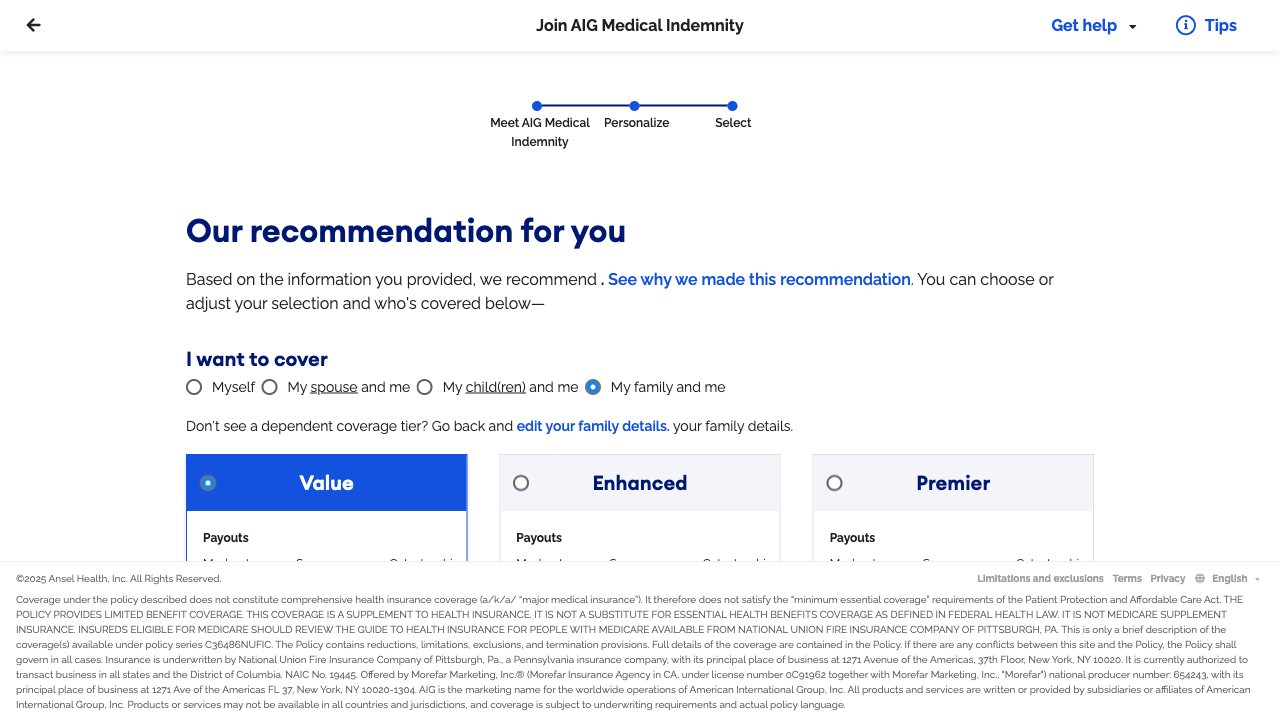 Join AIG Medical Indemnity
Get help
Tips
Meet AIG Medical
Indemnity
Personalize
Select
Our recommendation for you
Based on the information you provided, we recommend . See why we made this recommendation. You can choose or
adjust your selection and who's covered below—
I want to cover
Myself My spouse and me My child(ren) and me My family and me
Don't see a dependent coverage tier? Go back and edit your family details. your family details.
Value
Enhanced
Premier
Payouts
Payouts
Payouts
©2025 Ansel Health, Inc. All Rights Reserved.
Limitations and exclusions Terms Privacy English
Coverage under the policy described does not constitute comprehensive health insurance coverage (a/k/a/ "major medical insurance"). It therefore does not satisfy the "minimum essential coverage" requirements of the Patient Protection and Affordable Care Act. THE
POLICY PROVIDES LIMITED BENEFIT COVERAGE. THIS COVERAGE IS A SUPPLEMENT TO HEALTH INSURANCE. IT IS NOT A SUBSTITUTE FOR ESSENTIAL HEALTH BENEFITS COVERAGE AS DEFINED IN FEDERAL HEALTH LAW. IT IS NOT MEDICARE SUPPLEMENT
INSURANCE. INSUREDS ELIGIBLE FOR MEDICARE SHOULD REVIEW THE GUIDE TO HEALTH INSURANCE FOR PEOPLE WITH MEDICARE AVAILABLE FROM NATIONAL UNION FIRE INSURANCE COMPANY OF PITTSBURGH, PA. This is only a brief description of the
coverage(s) available under policy series C36486NUFIC. The Policy contains reductions, limitations, exclusions, and termination provisions. Full details of the coverage are contained in the Policy. If there are any conflicts between this site and the Policy, the Policy shall
govern in all cases. Insurance is underwritten by National Union Fire Insurance Company of Pittsburgh, Pa., a Pennsylvania insurance company, with its principal place of business at 1271 Avenue of the Americas, 37th Floor, New York, NY 10020. It is currently authorized to
transact business in all states and the District of Columbia. NAIC No. 19445. Offered by Morefar Marketing, Inc.® (Morefar Insurance Agency in CA, under license number 0C91962 together with Morefar Marketing, Inc., "Morefar") national producer number: 654243, with its
principal place of business at 1271 Ave of the Americas FL 37, New York, NY 10020-1304. AIG is the marketing name for the worldwide operations of American International Group, Inc. All products and services are written or provided by subsidiaries or affiliates of American
International Group, Inc. Products or services may not be available in all countries and jurisdictions, and coverage is subject to underwriting requirements and actual policy language.